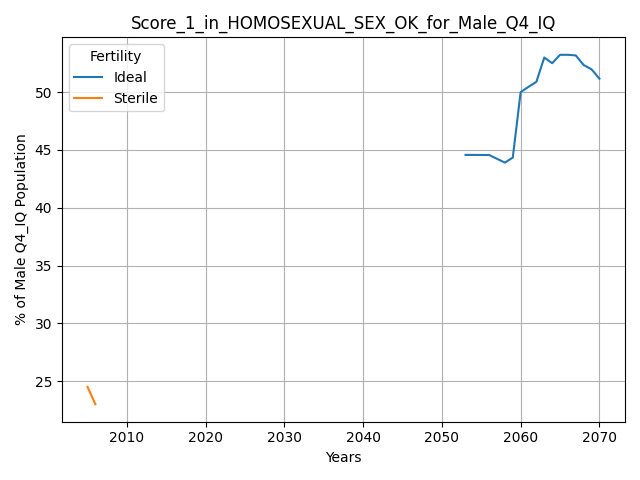 Score_1_in_HOMOSEXUAL_SEX_OK_for_Male_Q4_IQ
Fertility
Ideal
Sterile
% of Male Q4_IQ Population
50
45
40
35
30
25
2010 2020 2030 2040 2050 2060 2070
Years